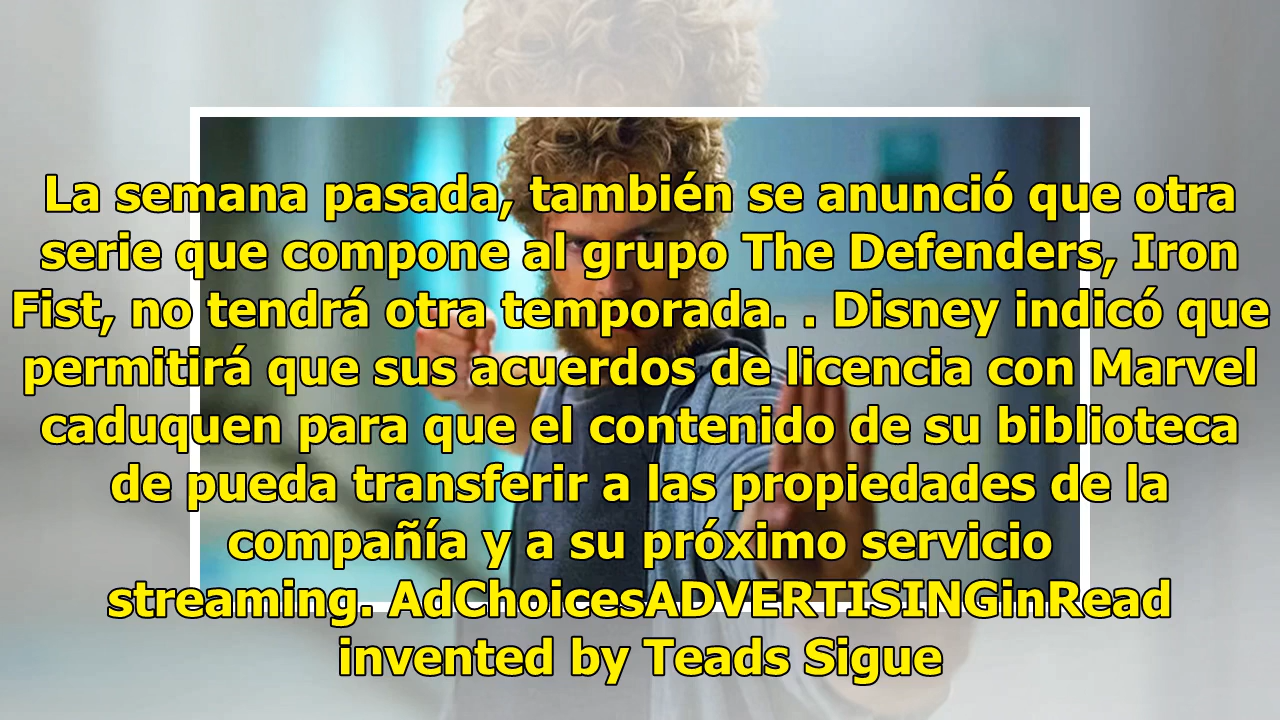 La semana pasada, también se anunció que otra
serie que compone al grupo The Defenders, Iron
Fist, no tendrá otra temporada. . Disney indicó que
permitirá que sus acuerdos de licencia con Marvel
caduquen para que el contenido de su biblioteca
de pueda transferir a las propiedades de la
compañía y a su próximo servicio
streaming. AdChoicesADVERTISINGinRead
invented by Teads Sigue